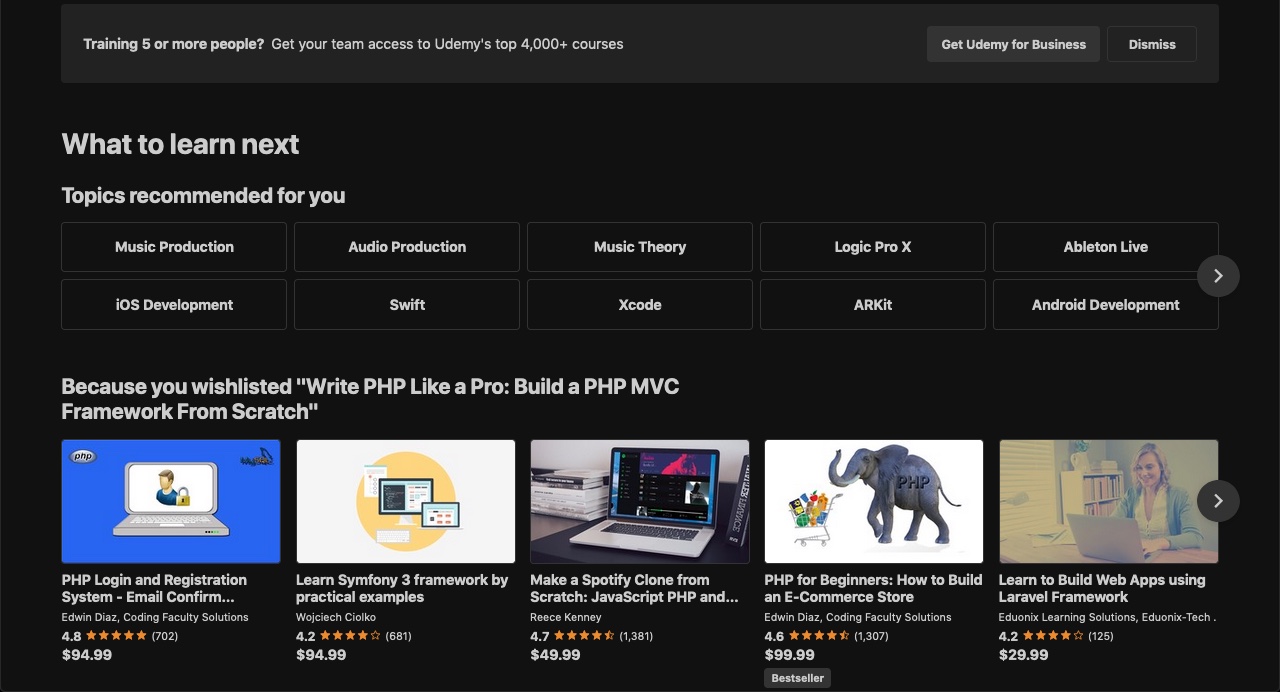 Training 5 or more people? Get your team access to Udemy's top 4,000+ courses
Get Udemy for Business
Dismiss
What to learn next
Topics recommended for you
Music Production
Audio Production
Music Theory
Logic Pro X
Ableton Live
iOS Development
Swift
Xcode
ARKit
Android Development
Because you wishlisted "Write PHP Like a Pro: Build a PHP MVC
Framework From Scratch"
php
PHP
PHP Login and Registration
System - Email Confirm...
Edwin Diaz, Coding Faculty Solutions
4.8 (702)
$94.99
Learn Symfony 3 framework by
practical examples
Wojciech Ciolko
4.2 (681)
$94.99
Make a Spotify Clone from
Scratch: JavaScript PHP and...
Reece Kenney
4.7 (1,381)
$49.99
PHP for Beginners: How to Build
an E-Commerce Store
Edwin Diaz, Coding Faculty Solutions
4.6 (1,307)
$99.99
Bestseller
Learn to Build Web Apps using
Laravel Framework
Eduonix Learning Solutions, Eduonix-Tech .
4.2 (125)
$29.99